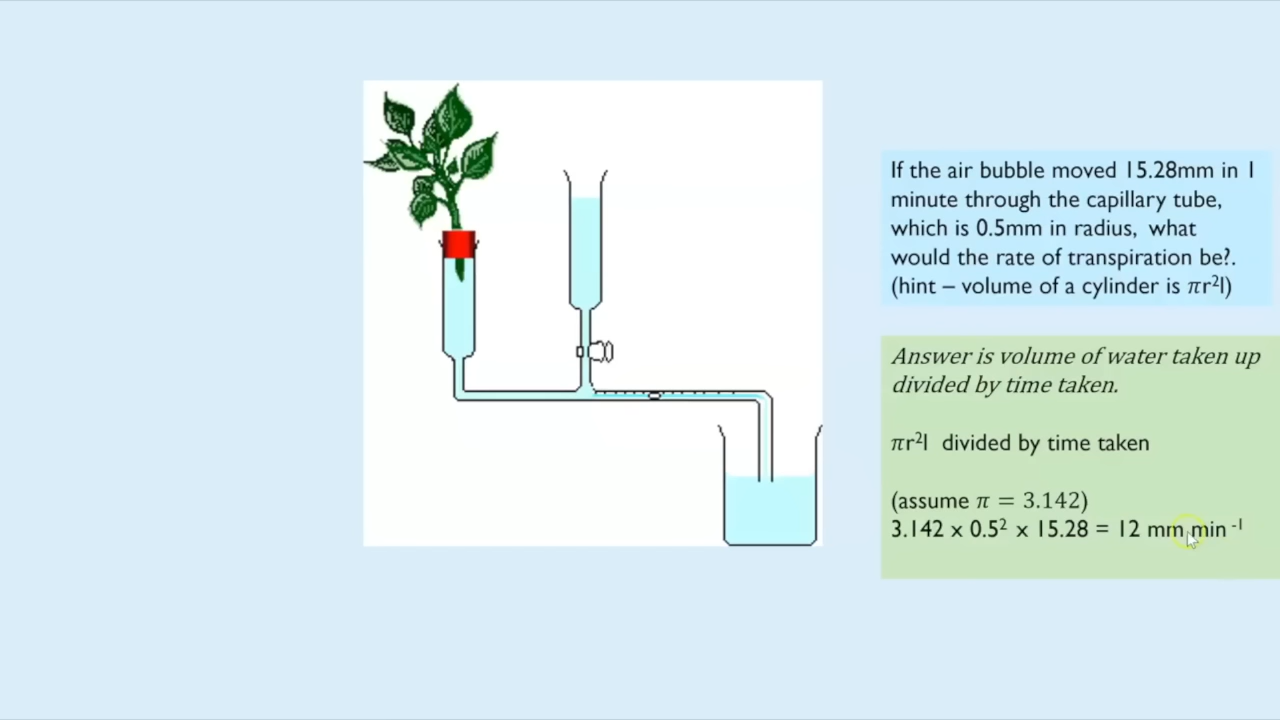 If the air bubble moved 15.28mm in 1
minute through the capillary tube,
which is 0.5mm in radius, what
would the rate of transpiration be?.
(hint – volume of a cylinder is πr²l)
Answer is volume of water taken up
divided by time taken.
πr²l divided by time taken
(assume π = 3.142)
3.142 x 0.5² x 15.28 = 12 mm min ⁻¹